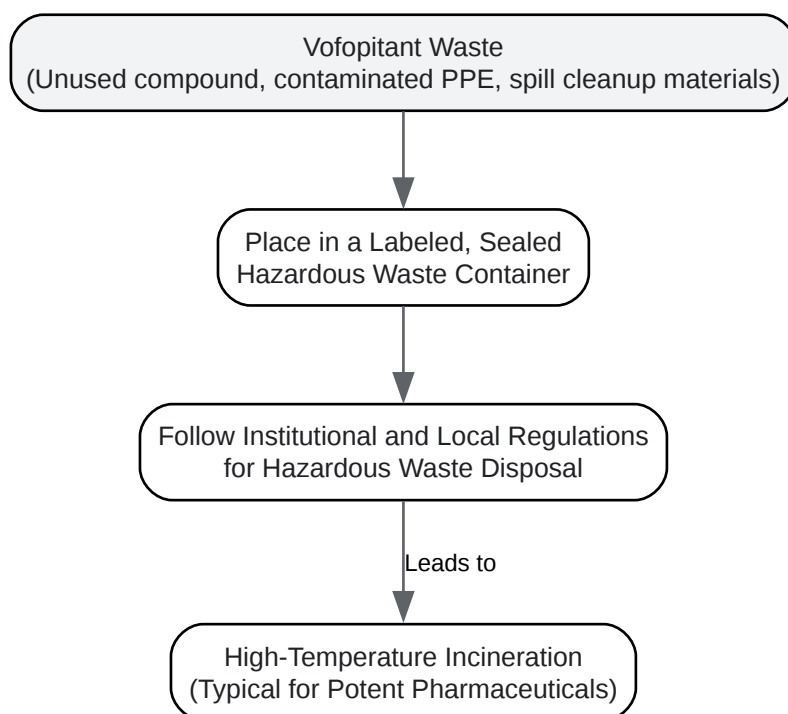 Vofopitant Waste
(Unused compound, contaminated PPE, spill cleanup materials)
Place in a Labeled, Sealed
Hazardous Waste Container
Follow Institutional and Local Regulations
for Hazardous Waste Disposal
Leads to
High-Temperature Incineration
(Typical for Potent Pharmaceuticals)